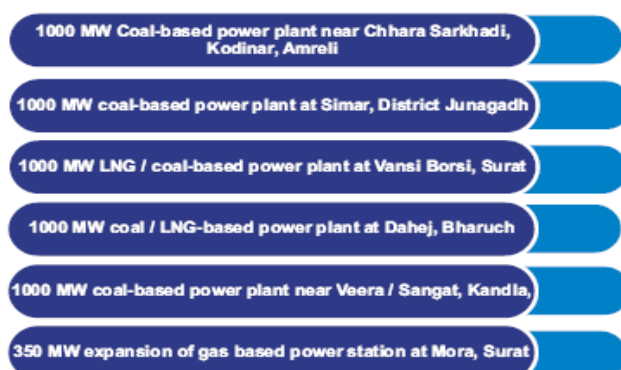 1000 MW Coal-based power plant near Chhara Sarkhadi,
Kodinar, Amreli
1000 MW coal-based power plant at Simar, District Junagadh
1000 MW LNG / coal-based power plant at Vansi Borsi, Surat
1000 MW coal / LNG-based power plant at Dahej, Bharuch
1000 MW coal-based power plant near Veera / Sangat, Kandla,
350 MW expansion of gas based power station at Mora, Surat